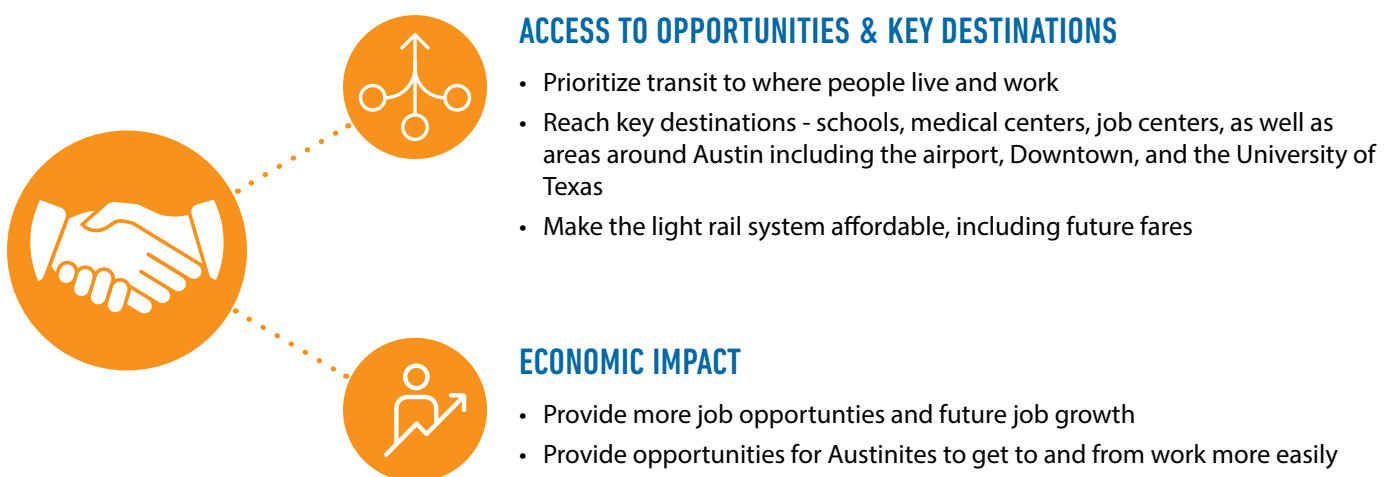 ACCESS TO OPPORTUNITIES & KEY DESTINATIONS
• Prioritize transit to where people live and work
• Reach key destinations - schools, medical centers, job centers, as well as
areas around Austin including the airport, Downtown, and the University of
Texas
• Make the light rail system affordable, including future fares
ECONOMIC IMPACT
• Provide more job opportunties and future job growth
• Provide opportunities for Austinites to get to and from work more easily